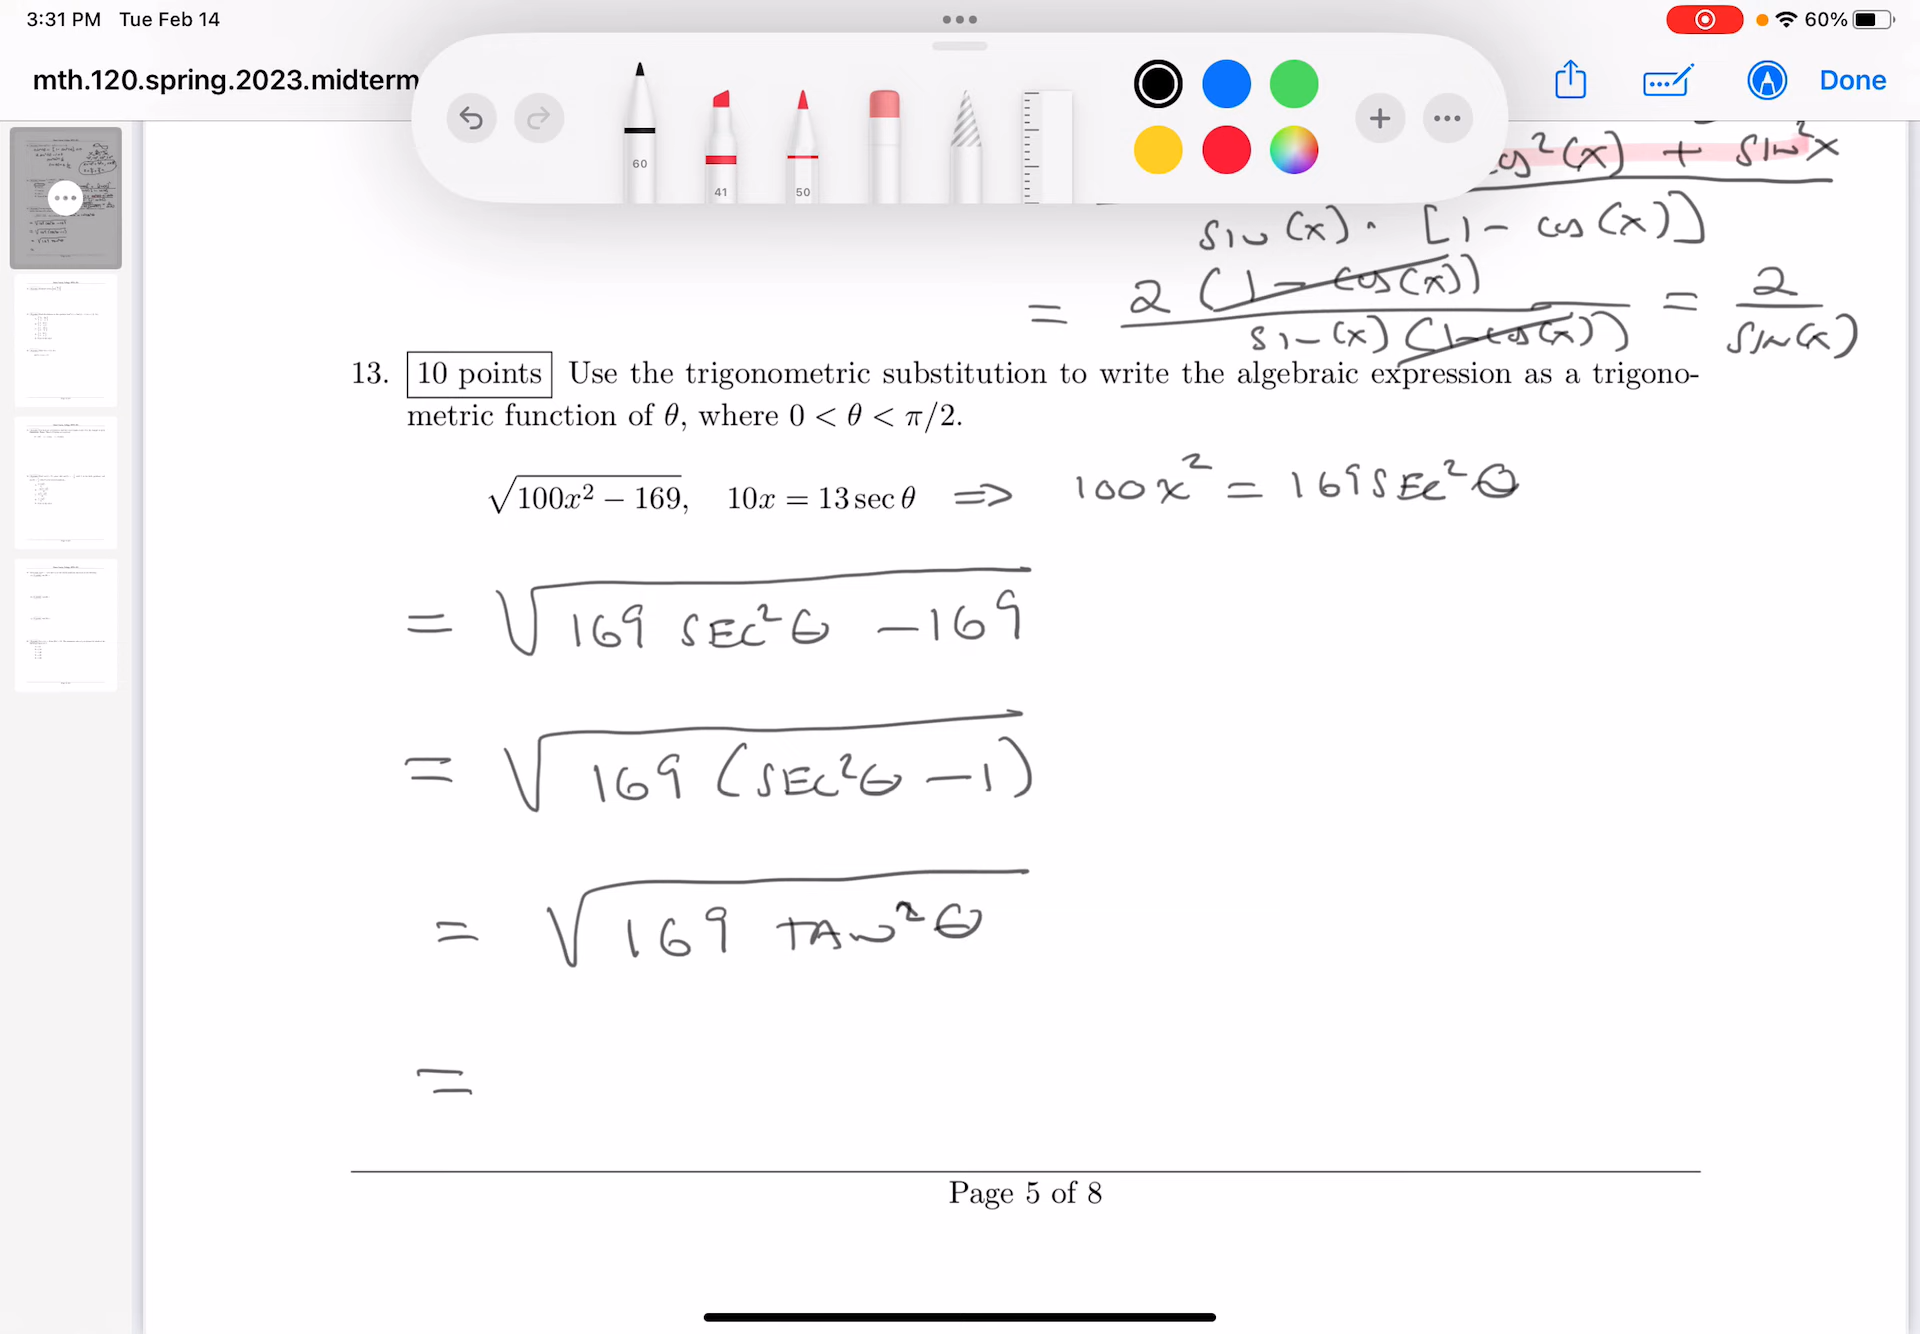 3:31 PM Tue Feb 14
60%
mth.120.spring.2023.midterm
Done
60
41
50
cos²(x) + sin²x
sin(x) · [1 - cos(x)]
= 2(1-cos(x)) / sin(x)(1-cos(x)) = 2 / sin(x)
13. 10 points Use the trigonometric substitution to write the algebraic expression as a trigono-
metric function of θ, where 0 < θ < π/2.
√(100x² − 169), 10x = 13 sec θ ⇒ 100x² = 169 SEC²θ
= √(169 SEC²θ − 169)
= √(169 (SEC²θ − 1))
= √(169 TAN²θ)
=
Page 5 of 8